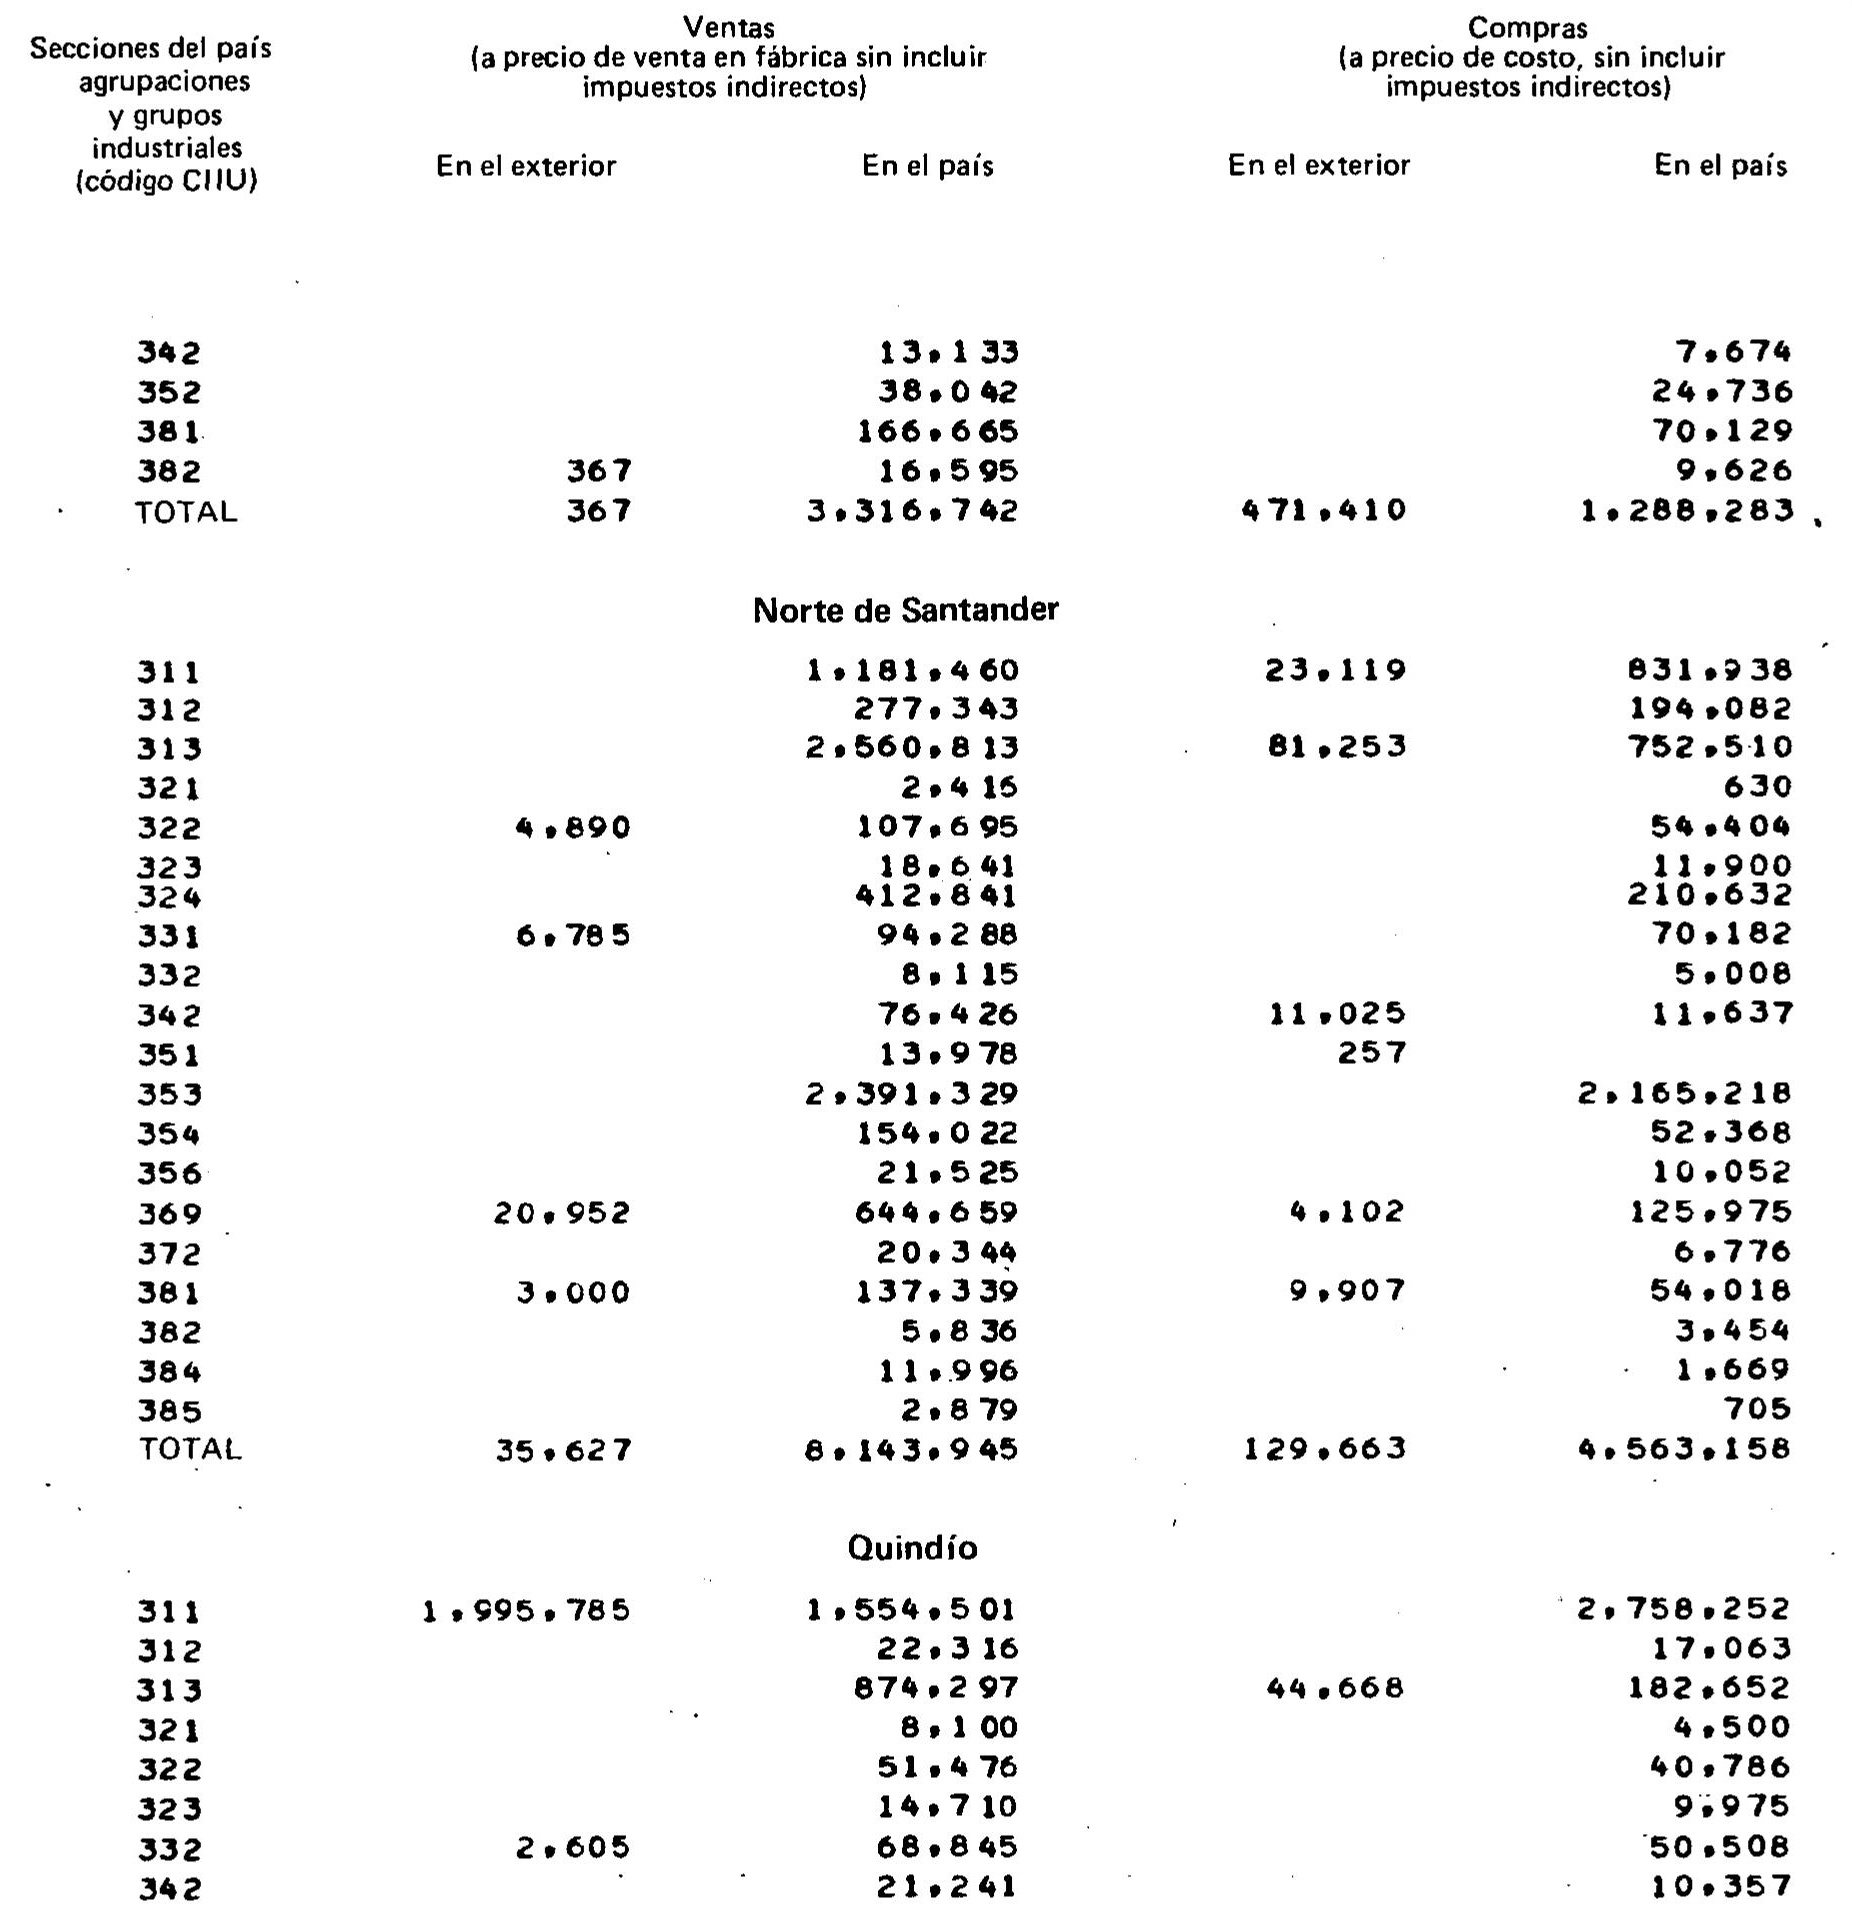 Secciones del país
agrupaciones
y grupos
industriales
(código CIIU)
Ventas
(a precio de venta en fábrica sin incluir
impuestos indirectos)
Compras
(a precio de costo, sin incluir
impuestos indirectos)
En el exterior En el país En el exterior En el país
342 13.133 7.674
352 38.042 24.736
381 166.665 70.129
382 367 16.595 9.626
TOTAL 367 3.316.742 471.410 1.288.283
Norte de Santander
311 1.181.460 23.119 831.938
312 277.343 194.082
313 2.560.813 81.253 752.510
321 2.415 630
322 4.890 107.695 54.404
323 18.641 11.900
324 412.841 210.632
331 6.785 94.288 70.182
332 8.115 5.008
342 76.426 11.025 11.637
351 13.978 257
353 2.391.329 2.165.218
354 154.022 52.368
356 21.525 10.052
369 20.952 644.659 4.102 125.975
372 20.344 6.776
381 3.000 137.339 9.907 54.018
382 5.836 3.454
384 11.996 1.669
385 2.879 705
TOTAL 35.627 8.143.945 129.663 4.563.158
Quindío
311 1.995.785 1.554.501 2.758.252
312 22.316 17.063
313 874.297 44.668 182.652
321 8.100 4.500
322 51.476 40.786
323 14.710 9.975
332 2.605 68.845 50.508
342 21.241 10.357